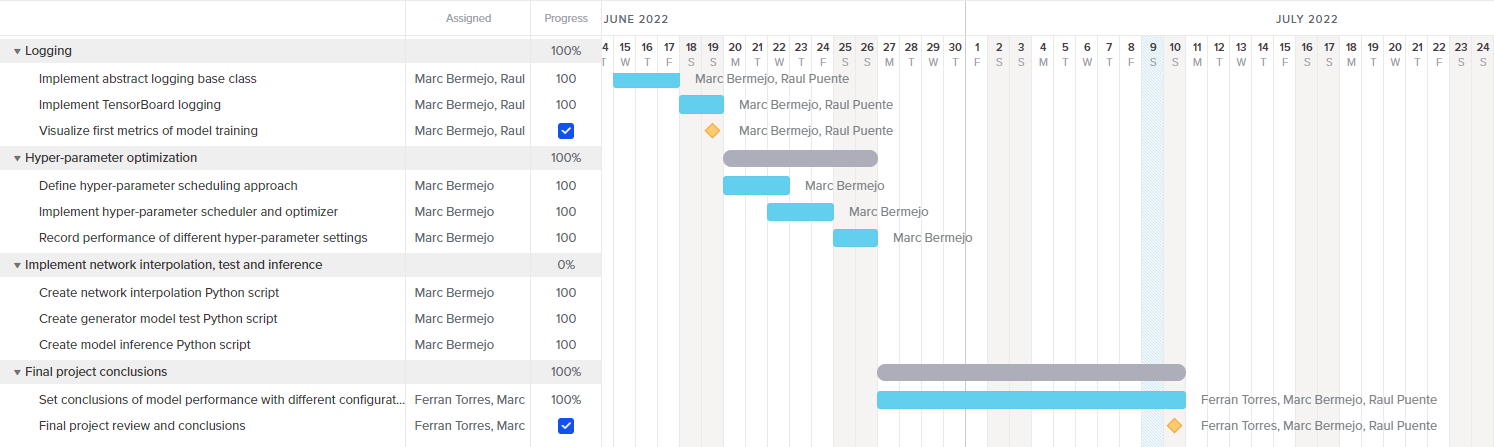 JUNE 2022 JULY 2022
Assigned Progress
4 15 16 17 18 19 20 21 22 23 24 25 26 27 28 29 30 1 2 3 4 5 6 7 8 9 10 11 12 13 14 15 16 17 18 19 20 21 22 23 24
T W T F S S M T W T F S S M T W T F S S M T W T F S S M T W T F S S M T W T F S S
Logging 100%
Implement abstract logging base class Marc Bermejo, Raul 100 Marc Bermejo, Raul Puente
Implement TensorBoard logging Marc Bermejo, Raul 100 Marc Bermejo, Raul Puente
Visualize first metrics of model training Marc Bermejo, Raul Marc Bermejo, Raul Puente
Hyper-parameter optimization 100%
Define hyper-parameter scheduling approach Marc Bermejo 100 Marc Bermejo
Implement hyper-parameter scheduler and optimizer Marc Bermejo 100 Marc Bermejo
Record performance of different hyper-parameter settings Marc Bermejo 100 Marc Bermejo
Implement network interpolation, test and inference 0%
Create network interpolation Python script Marc Bermejo 100
Create generator model test Python script Marc Bermejo 100
Create model inference Python script Marc Bermejo 100
Final project conclusions 100%
Set conclusions of model performance with different configurat... Ferran Torres, Marc 100% Ferran Torres, Marc Bermejo, Raul Puente
Final project review and conclusions Ferran Torres, Marc Ferran Torres, Marc Bermejo, Raul Puente